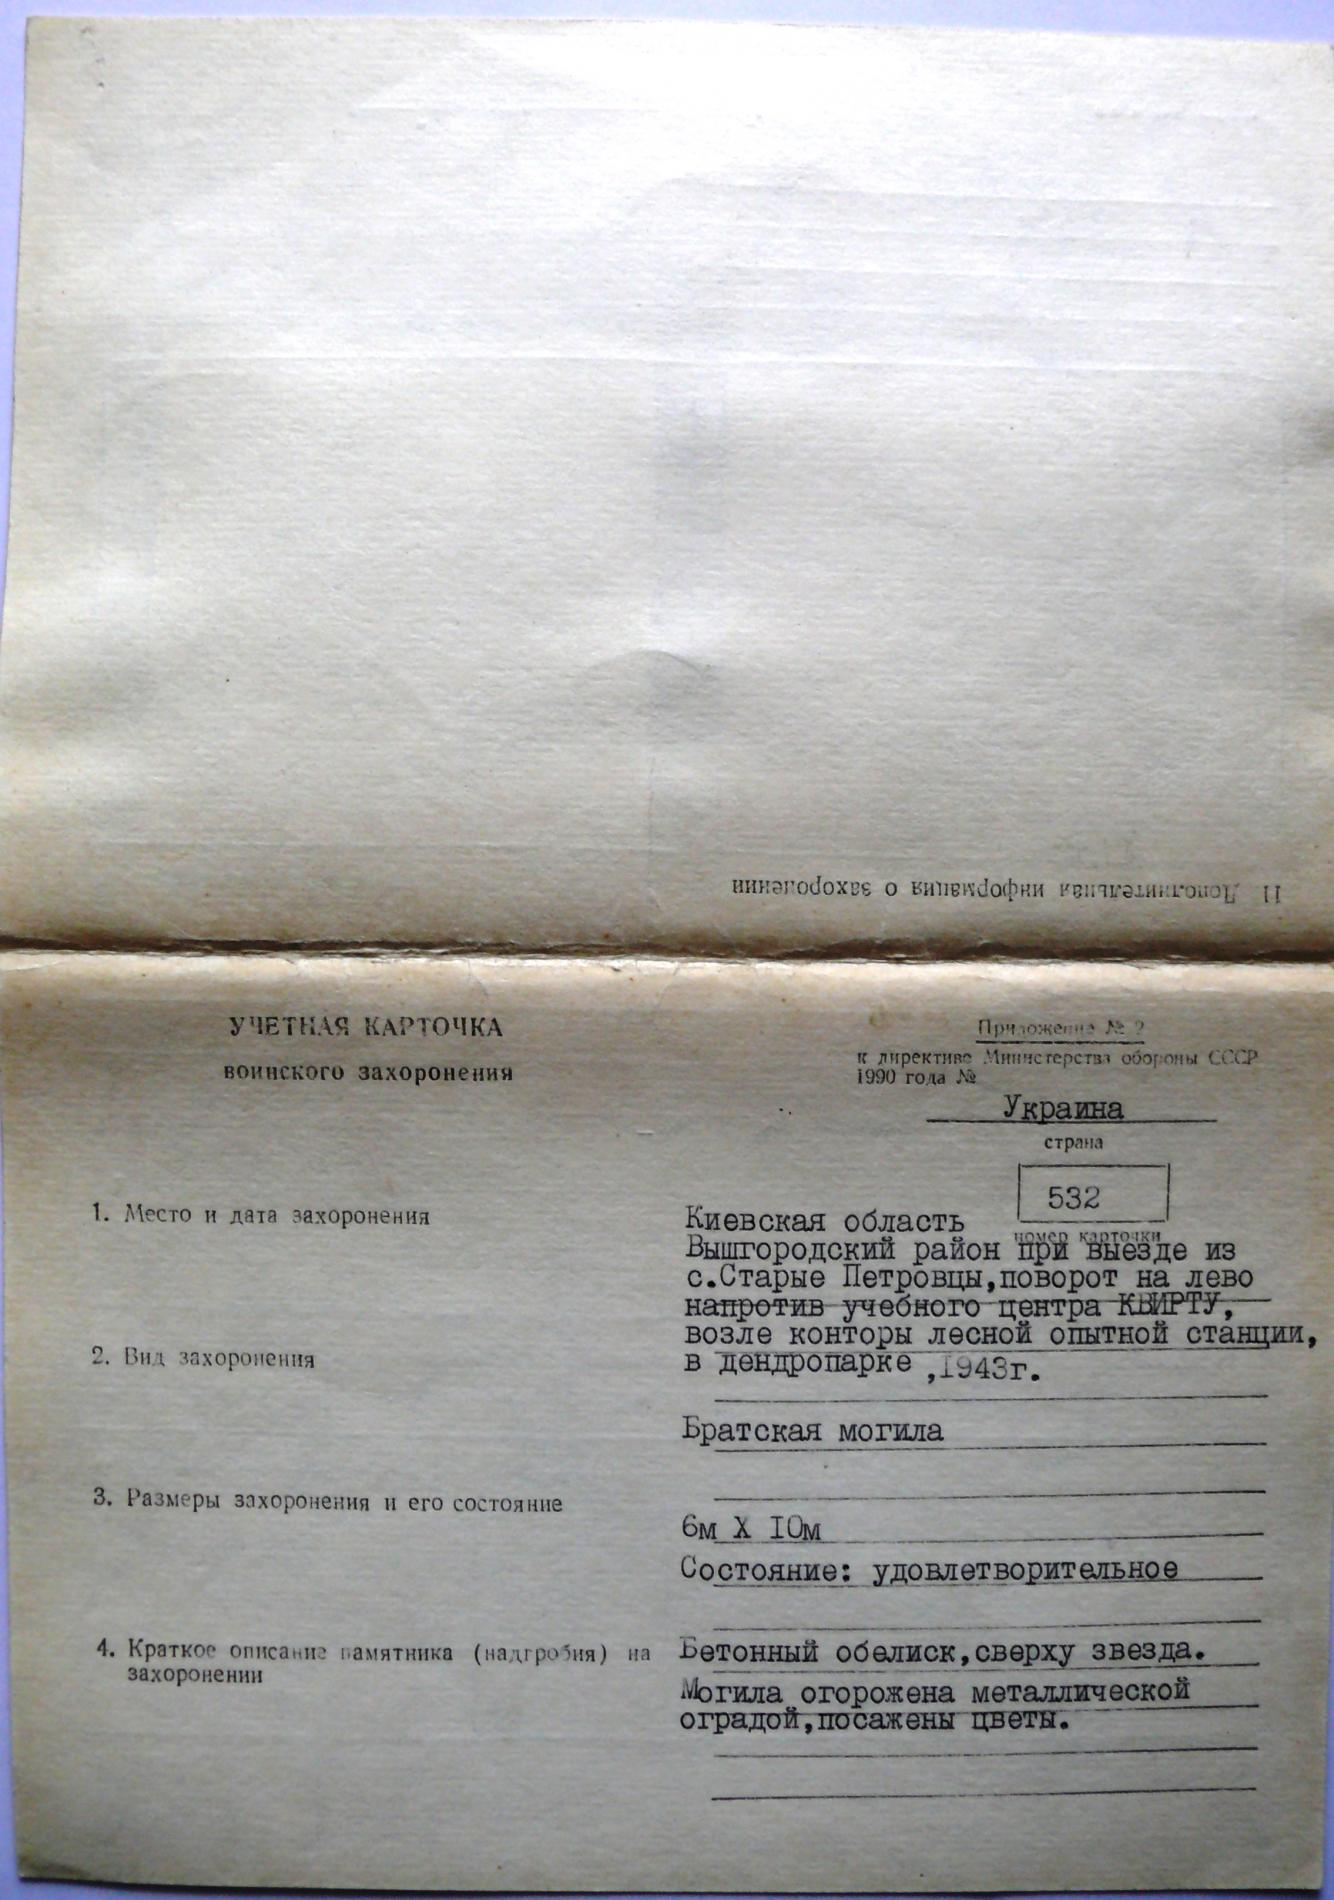 11 Дополнительная информация о захоронении
УЧЕТНАЯ КАРТОЧКА
воинского захоронения
Приложение № 2
к директиве Министерства обороны СССР
1990 года №
Украина
страна
532
номер карточки
1. Место и дата захоронения
Киевская область
Вышгородский район при выезде из
с.Старые Петровцы,поворот на лево
напротив учебного центра КВИРТУ,
возле конторы лесной опытной станции,
в дендропарке ,1943г.
2. Вид захоронения
Братская могила
3. Размеры захоронения и его состояние
6м X IOм
Состояние: удовлетворительное
4. Краткое описание памятника (надгробия) на
захоронении
Бетонный обелиск,сверху звезда.
Могила огорожена металлической
оградой,посажены цветы.